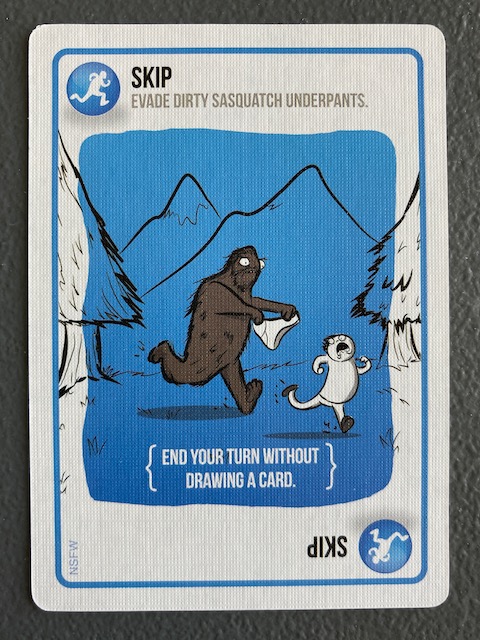 SKIP
EVADE DIRTY SASQUATCH UNDERPANTS.
END YOUR TURN WITHOUT
DRAWING A CARD.
SKIP
NSFW